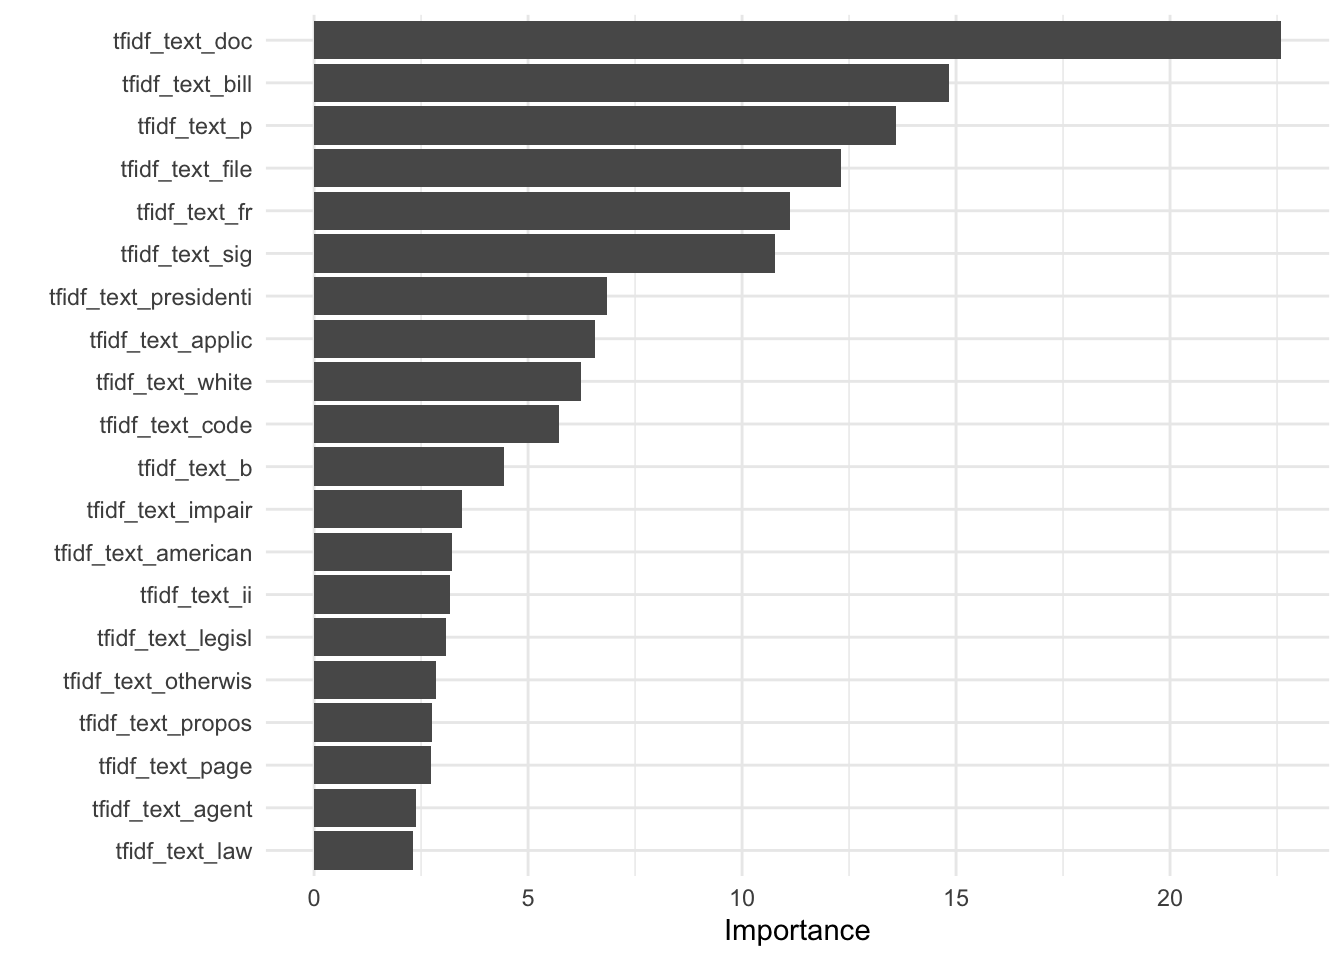 tfidf_text_doc
tfidf_text_bill
tfidf_text_p
tfidf_text_file
tfidf_text_fr
tfidf_text_sig
tfidf_text_presidenti
tfidf_text_applic
tfidf_text_white
tfidf_text_code
tfidf_text_b
tfidf_text_impair
tfidf_text_american
tfidf_text_ii
tfidf_text_legisl
tfidf_text_otherwis
tfidf_text_propos
tfidf_text_page
tfidf_text_agent
tfidf_text_law
0 5 10 15 20
Importance